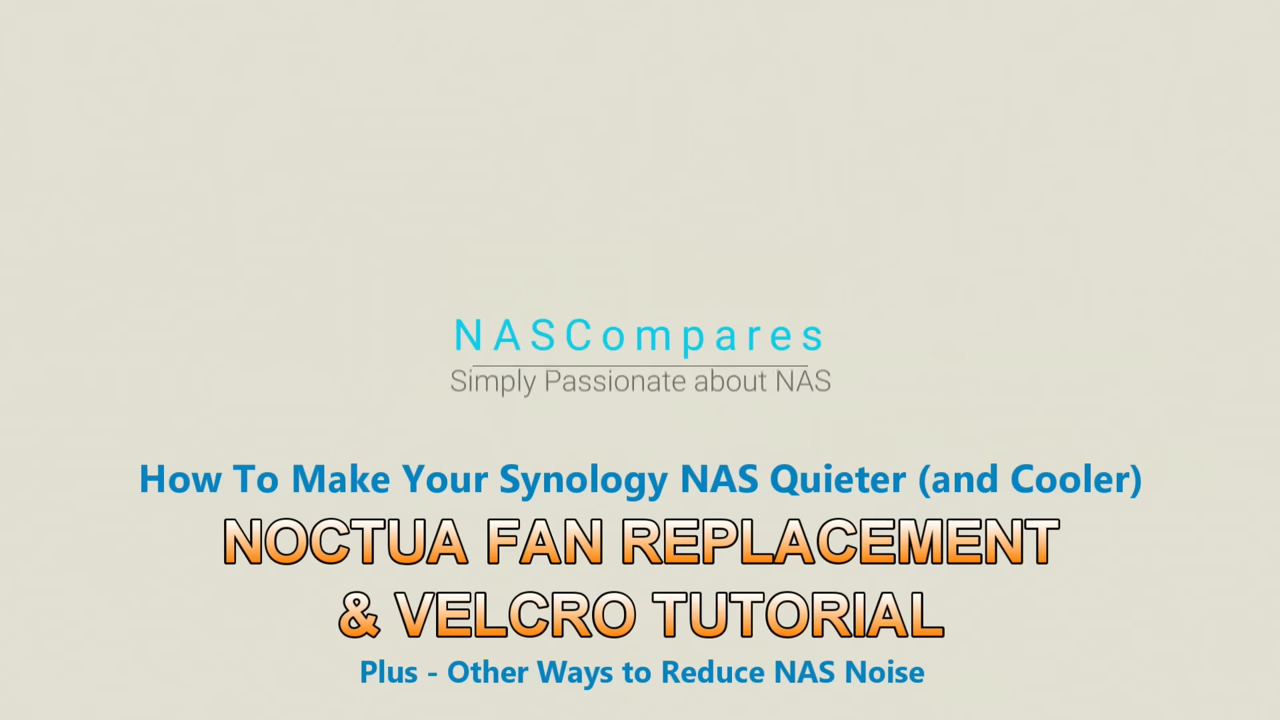 NASCompares
Simply Passionate about NAS
How To Make Your Synology NAS Quieter (and Cooler)
NOCTUA FAN REPLACEMENT
& VELCRO TUTORIAL
Plus - Other Ways to Reduce NAS Noise